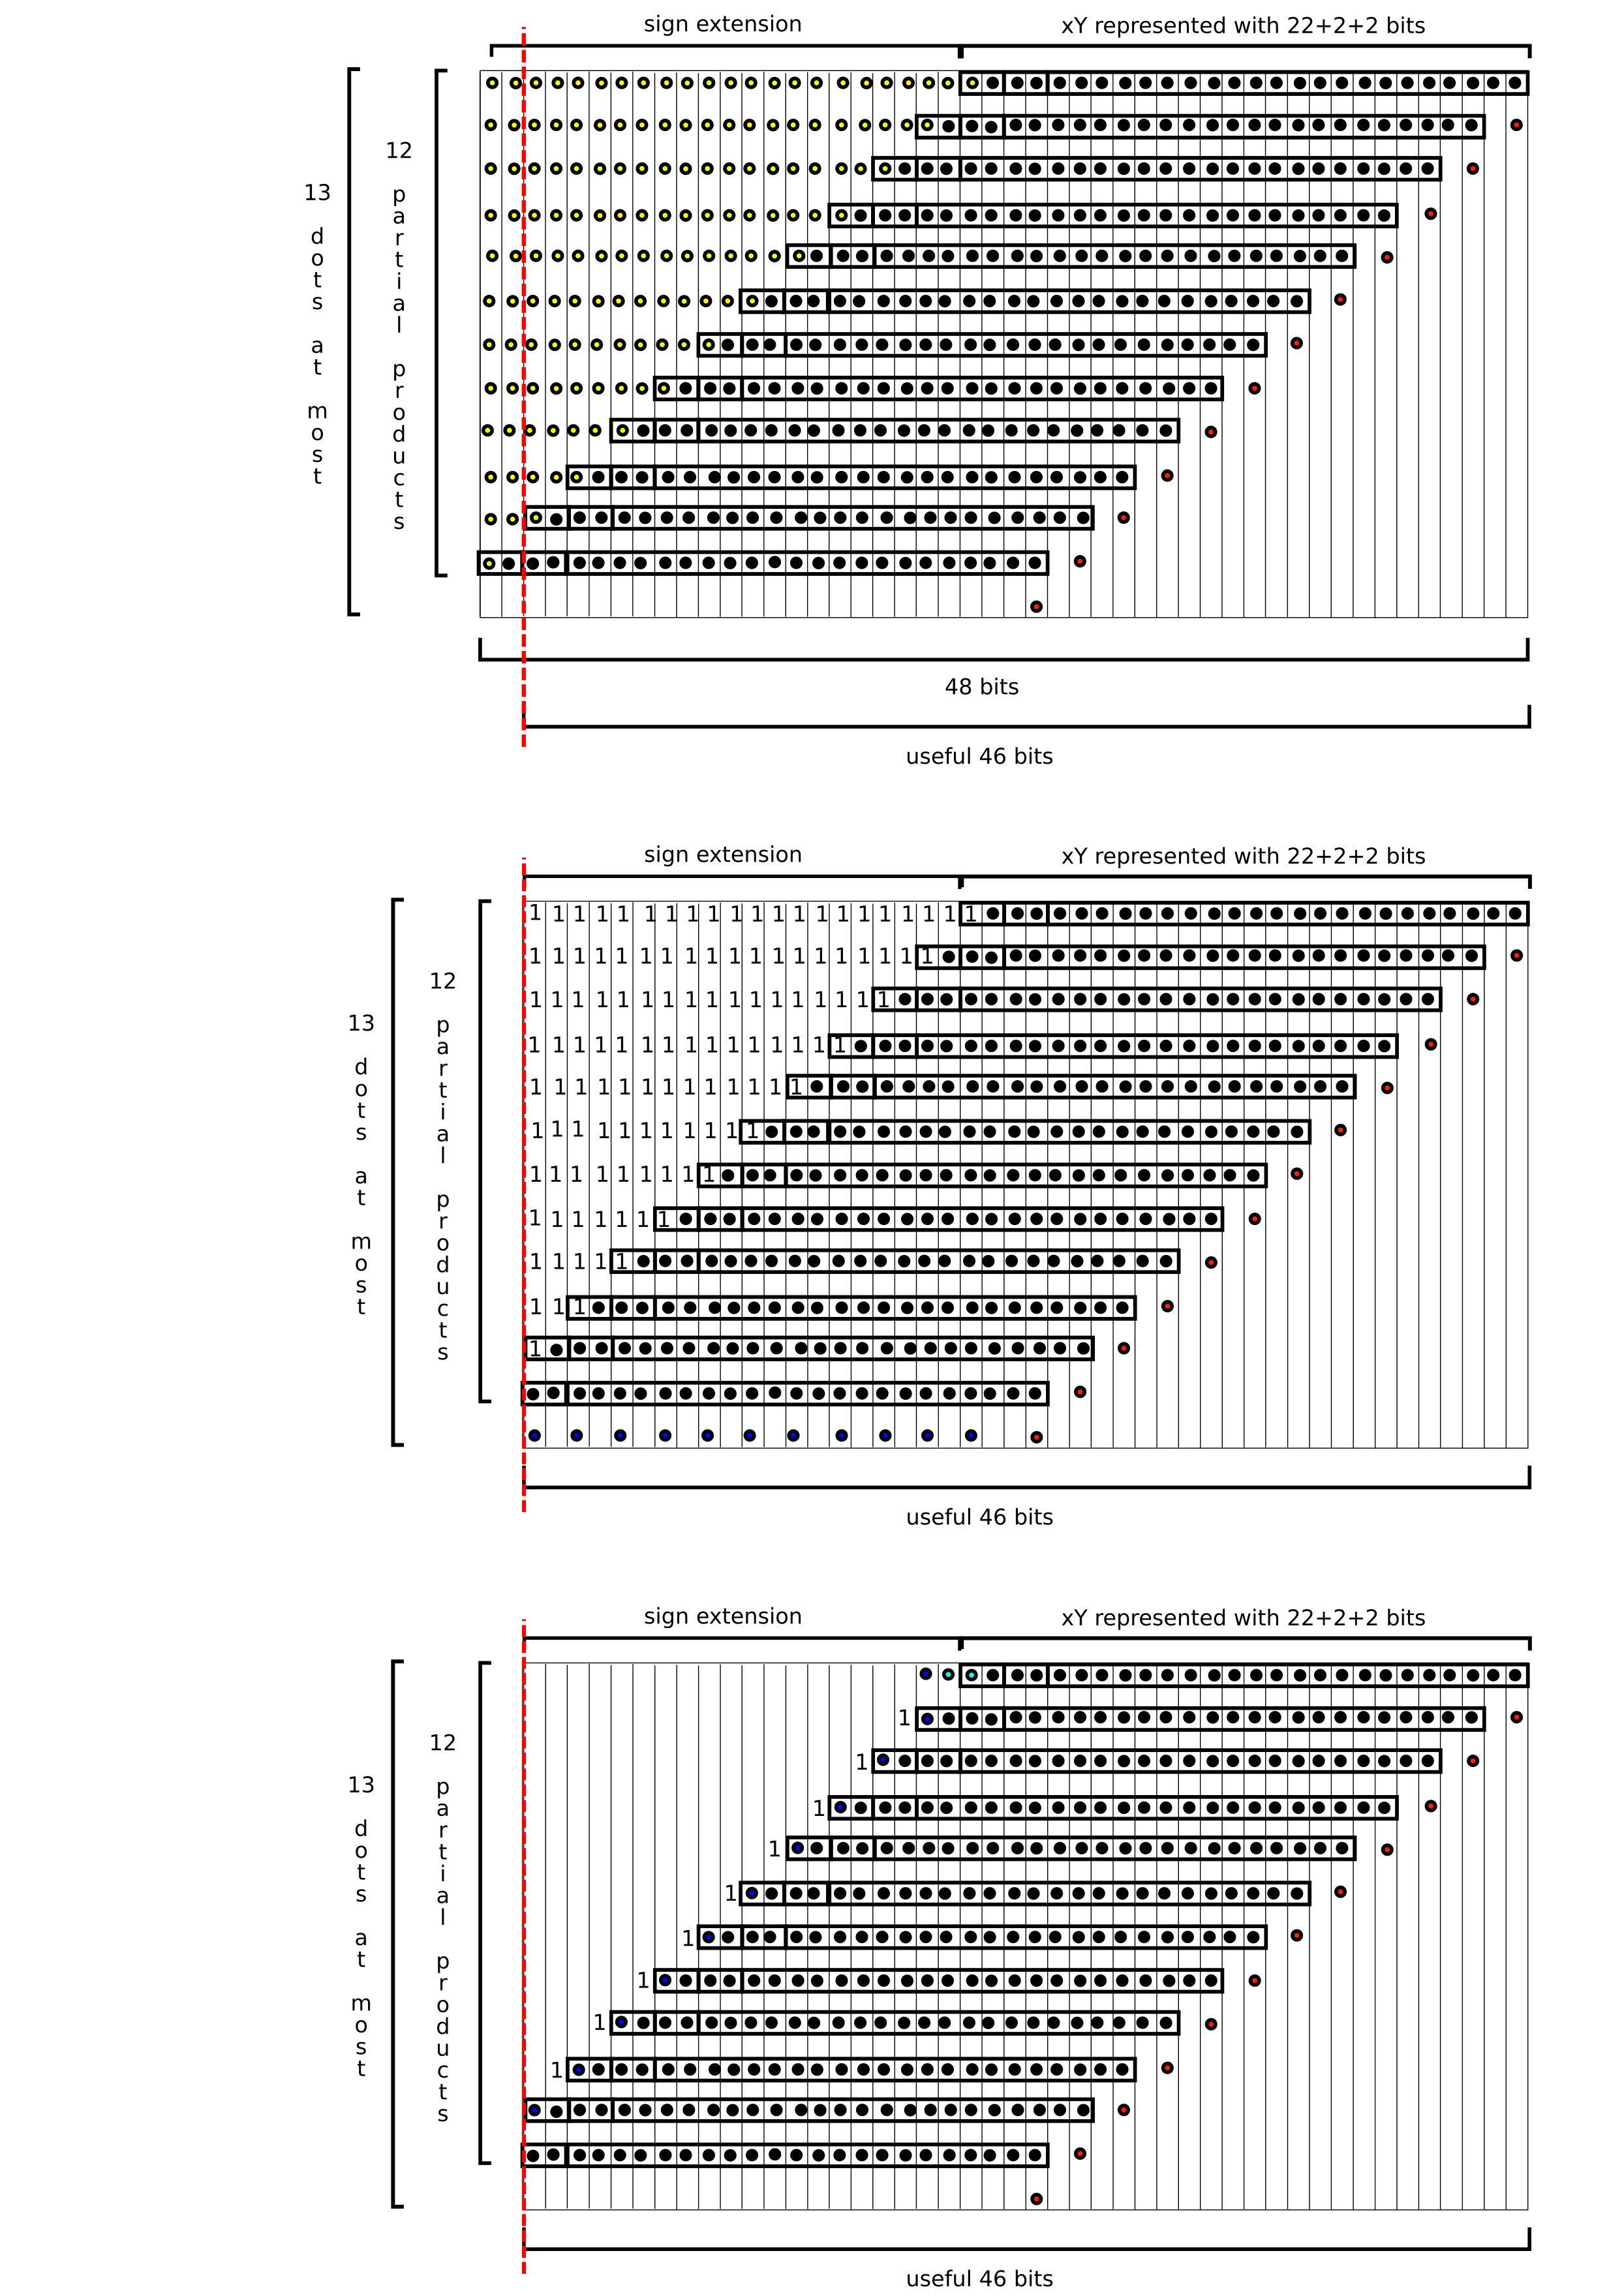 sign extension
xY represented with 22+2+2 bits
13 dots at most
12 partial products
48 bits
useful 46 bits
sign extension
xY represented with 22+2+2 bits
13 dots at most
12 partial products
1 1 1 1 1 1 1 1 1 1 1 1 1 1 1 1 1 1 1 1 1
1 1 1 1 1 1 1 1 1 1 1 1 1 1 1 1 1 1 1
1 1 1 1 1 1 1 1 1 1 1 1 1 1 1 1 1
1 1 1 1 1 1 1 1 1 1 1 1 1 1 1
1 1 1 1 1 1 1 1 1 1 1 1 1
1 1 1 1 1 1 1 1 1 1 1
1 1 1 1 1 1 1 1 1
1 1 1 1 1 1 1
1 1 1 1 1
1 1 1
1
useful 46 bits
sign extension
xY represented with 22+2+2 bits
13 dots at most
12 partial products
1
1
1
1
1
1
1
1
1
useful 46 bits